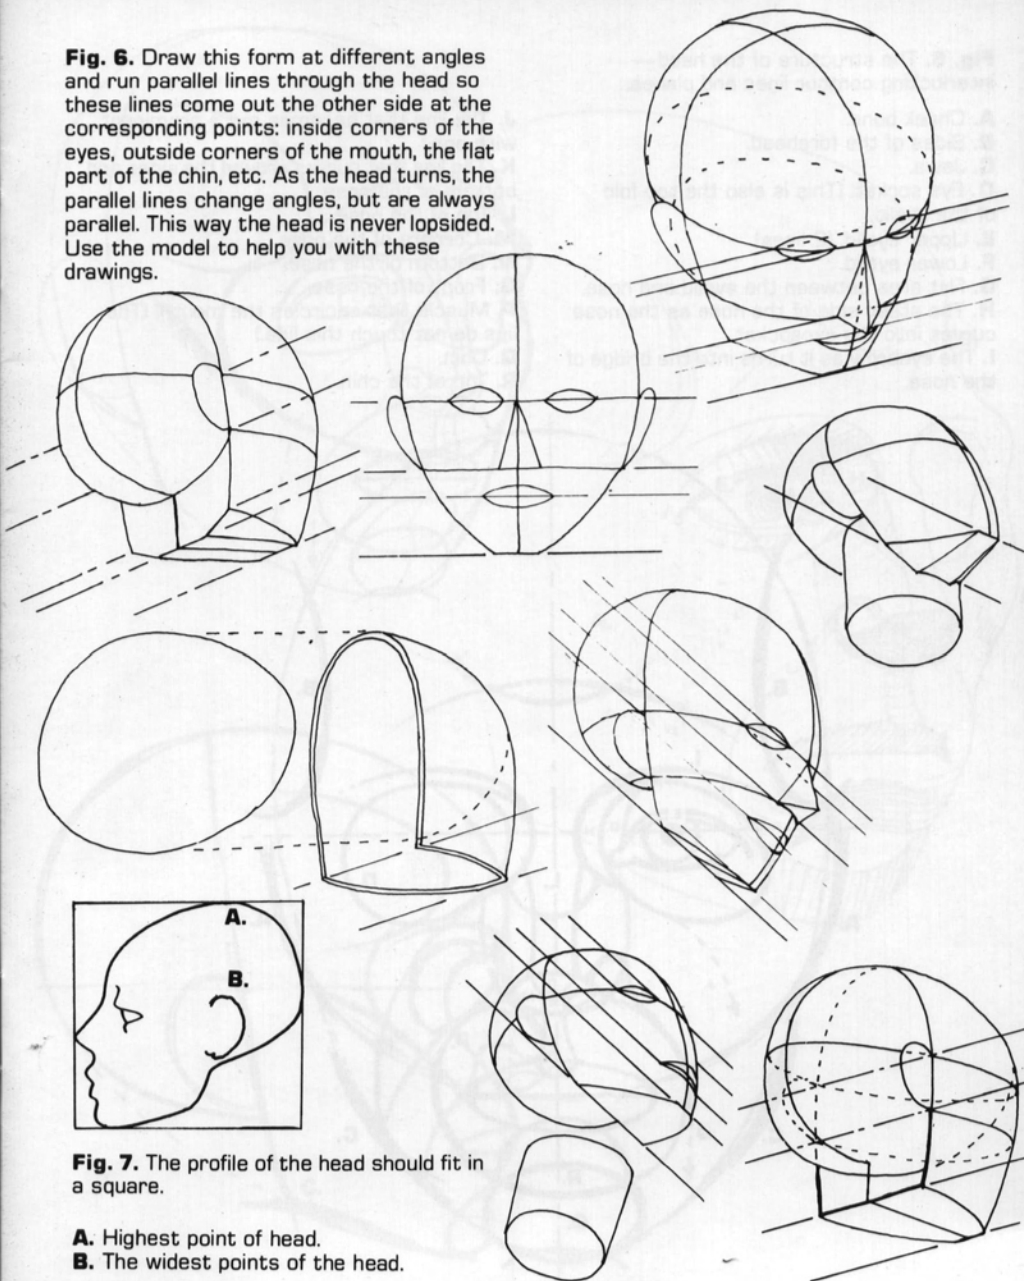 Fig. 6. Draw this form at different angles
and run parallel lines through the head so
these lines come out the other side at the
corresponding points: inside corners of the
eyes, outside corners of the mouth, the flat
part of the chin, etc. As the head turns, the
parallel lines change angles, but are always
parallel. This way the head is never lopsided.
Use the model to help you with these
drawings.
A.
B.
Fig. 7. The profile of the head should fit in
a square.
A. Highest point of head.
B. The widest points of the head.